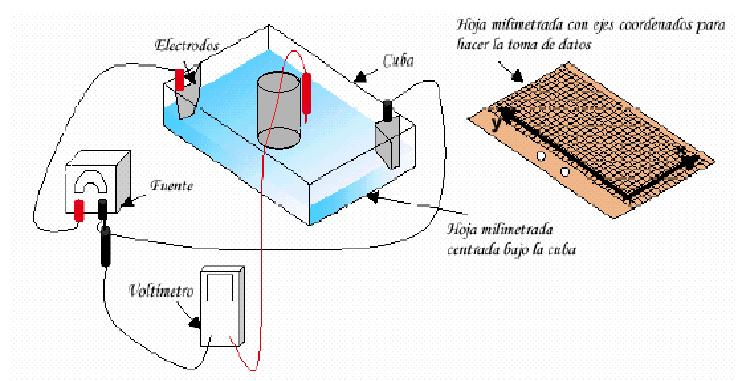 Hoja milimetrada con ejes coordenados para
hacer la toma de datos
Electrodos
Cuba
y
x
Fuente
Hoja milimetrada
centrada bajo la cuba
Voltímetro